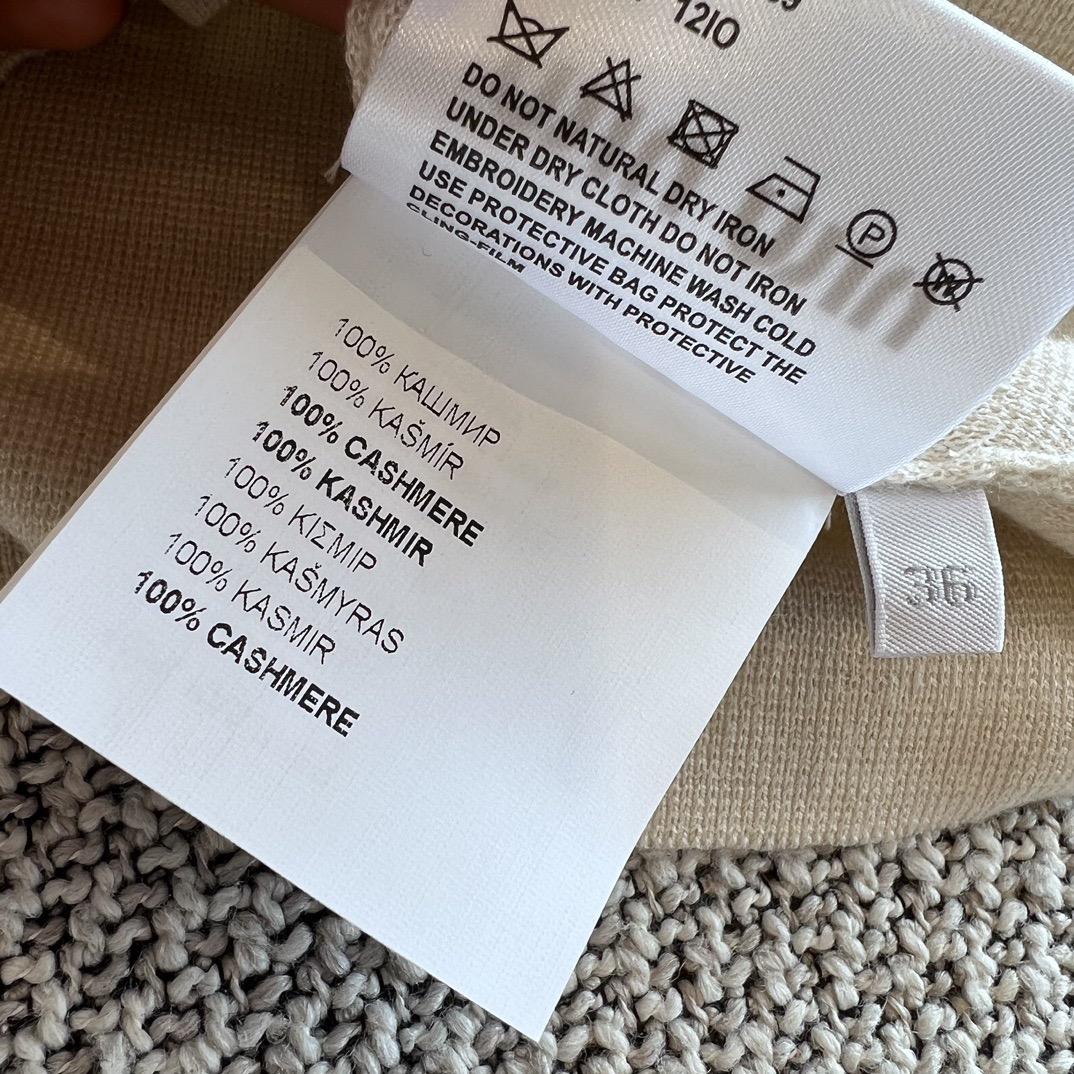 12IO
DO NOT NATURAL DRY IRON
UNDER DRY CLOTH DO NOT IRON
EMBROIDERY MACHINE WASH COLD
USE PROTECTIVE BAG PROTECT THE
DECORATIONS WITH PROTECTIVE
CLING-FILM
P
W
100% КАШМИР
100% KAŠMÍR
100% CASHMERE
100% KASHMIR
100% ΚΙΣΜΙΡ
100% KAŠMYRAS
100% KASMIR
100% CASHMERE
36